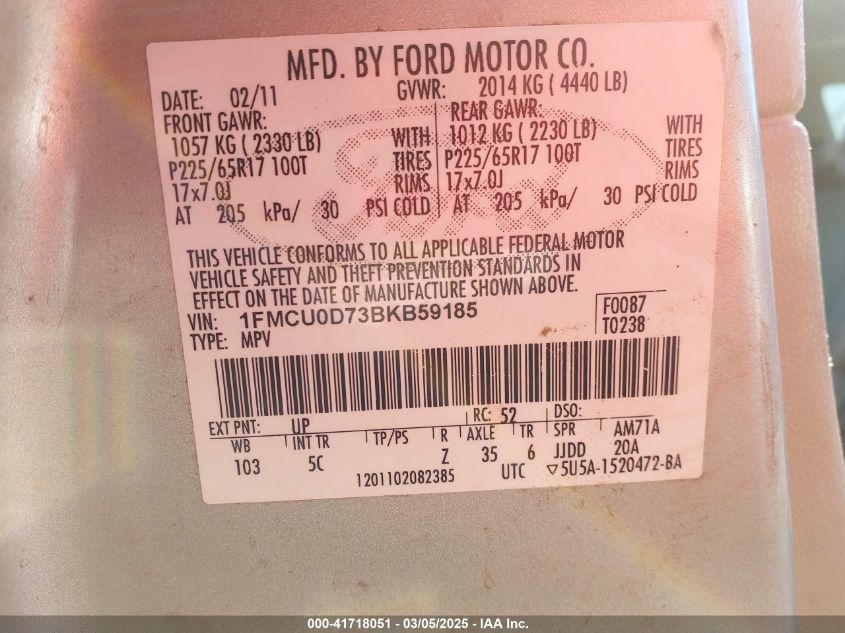 MFD. BY FORD MOTOR CO.
DATE: 02/11 GVWR: 2014 KG ( 4440 LB)
FRONT GAWR: REAR GAWR:
1057 KG ( 2330 LB) WITH 1012 KG ( 2230 LB) WITH
P225/65R17 100T TIRES P225/65R17 100T TIRES
17x7.0J RIMS 17x7.0J RIMS
AT 205 kPa/ 30 PSI COLD AT 205 kPa/ 30 PSI COLD
THIS VEHICLE CONFORMS TO ALL APPLICABLE FEDERAL MOTOR
VEHICLE SAFETY AND THEFT PREVENTION STANDARDS IN
EFFECT ON THE DATE OF MANUFACTURE SHOWN ABOVE.
VIN: 1FMCU0D73BKB59185 F0087
TYPE: MPV T0238
EXT PNT: UP RC: 52 DSO:
WB INT TR TP/PS R AXLE TR SPR AM71A
103 5C Z 35 6 JJDD 20A
1201102082385 UTC ▽5U5A-1520472-BA
000-41718051 - 03/05/2025 - IAA Inc.